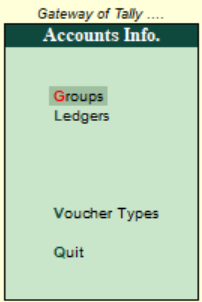 Gateway of Tally ....
Accounts Info.
Groups
Ledgers
Voucher Types
Quit